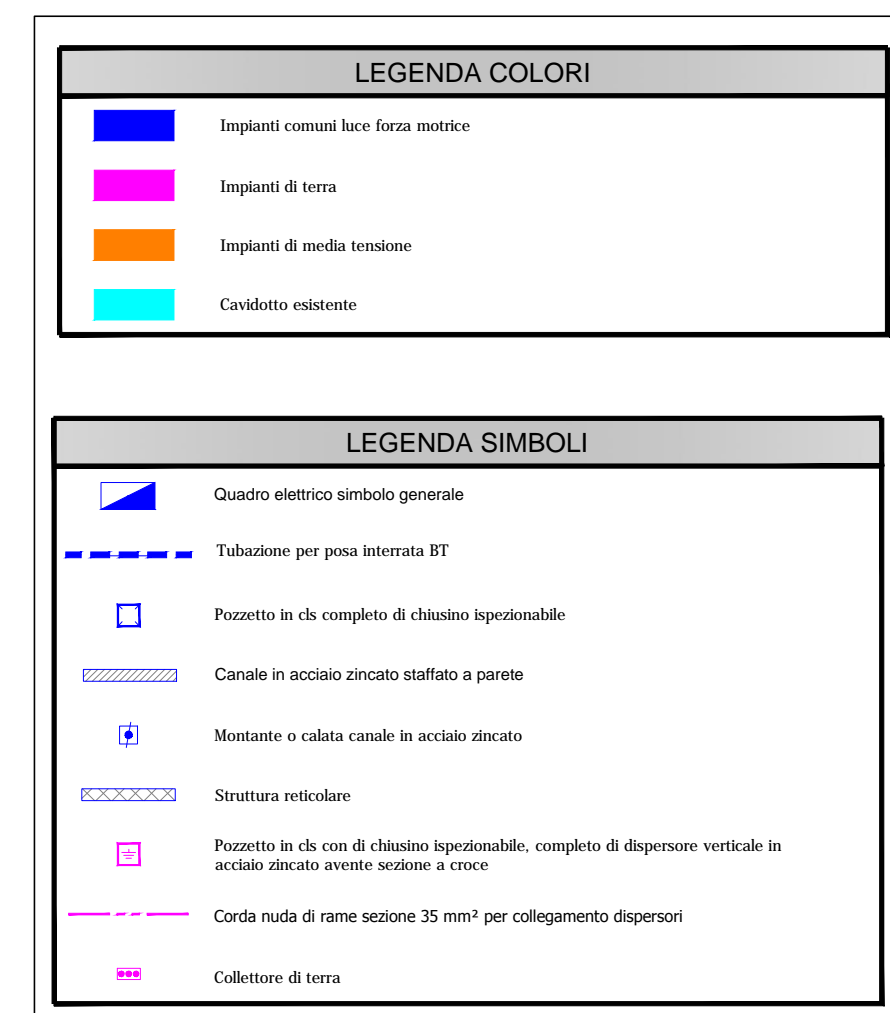 LEGENDA COLORI
Impianti comuni luce forza motrice
Impianti di terra
Impianti di media tensione
Cavidotto esistente
LEGENDA SIMBOLI
Quadro elettrico simbolo generale
Tubazione per posa interrata BT
Pozzetto in cls completo di chiusino ispezionabile
Canale in acciaio zincato staffato a parete
Montante o calata canale in acciaio zincato
Struttura reticolare
Pozzetto in cls con di chiusino ispezionabile, completo di dispersore verticale in
acciaio zincato avente sezione a croce
Corda nuda di rame sezione 35 mm² per collegamento dispersori
Collettore di terra